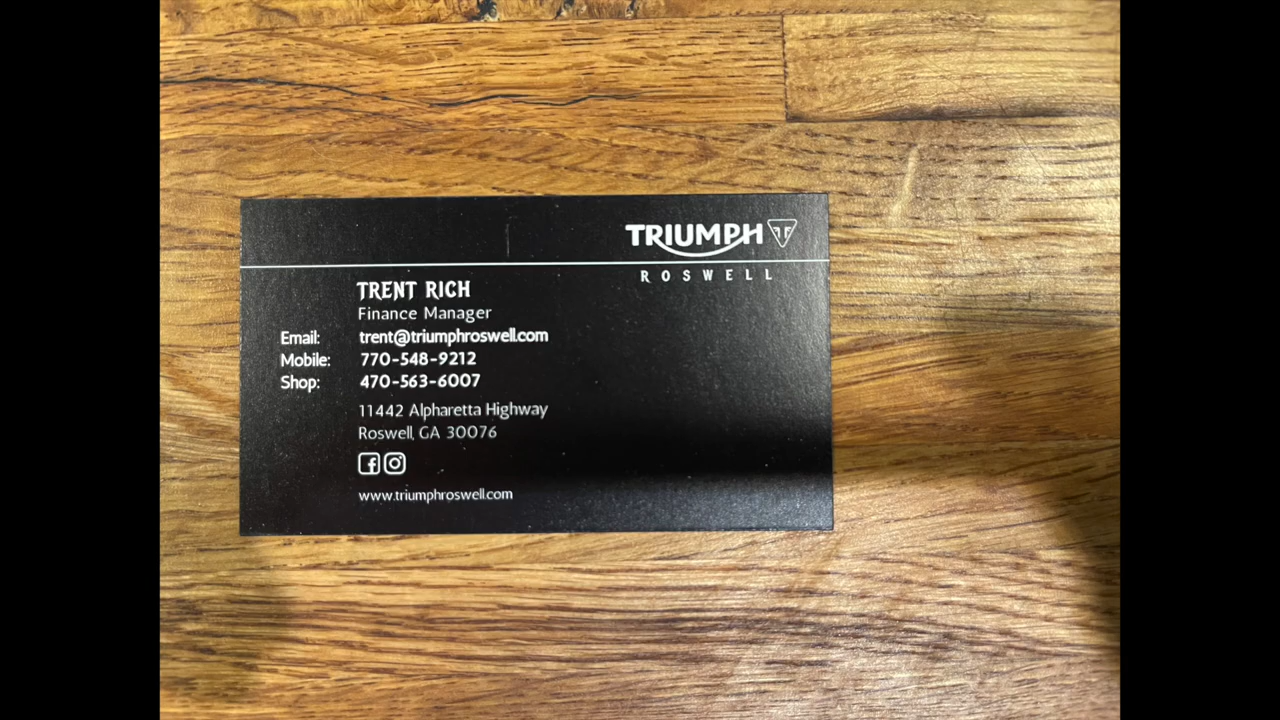 TRIUMPH
ROSWELL
TRENT RICH
Finance Manager
Email: trent@triumphroswell.com
Mobile: 770-548-9212
Shop: 470-563-6007
11442 Alpharetta Highway
Roswell, GA 30076
www.triumphroswell.com